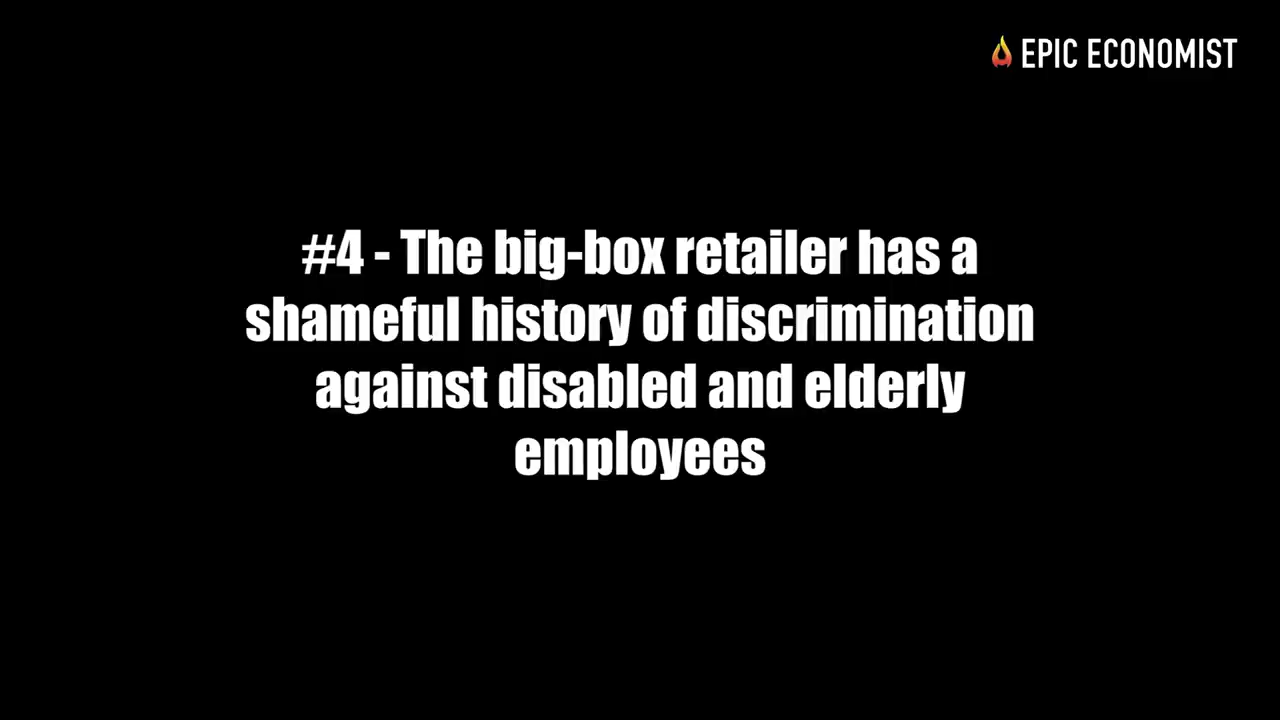 EPIC ECONOMIST
#4 - The big-box retailer has a
shameful history of discrimination
against disabled and elderly
employees